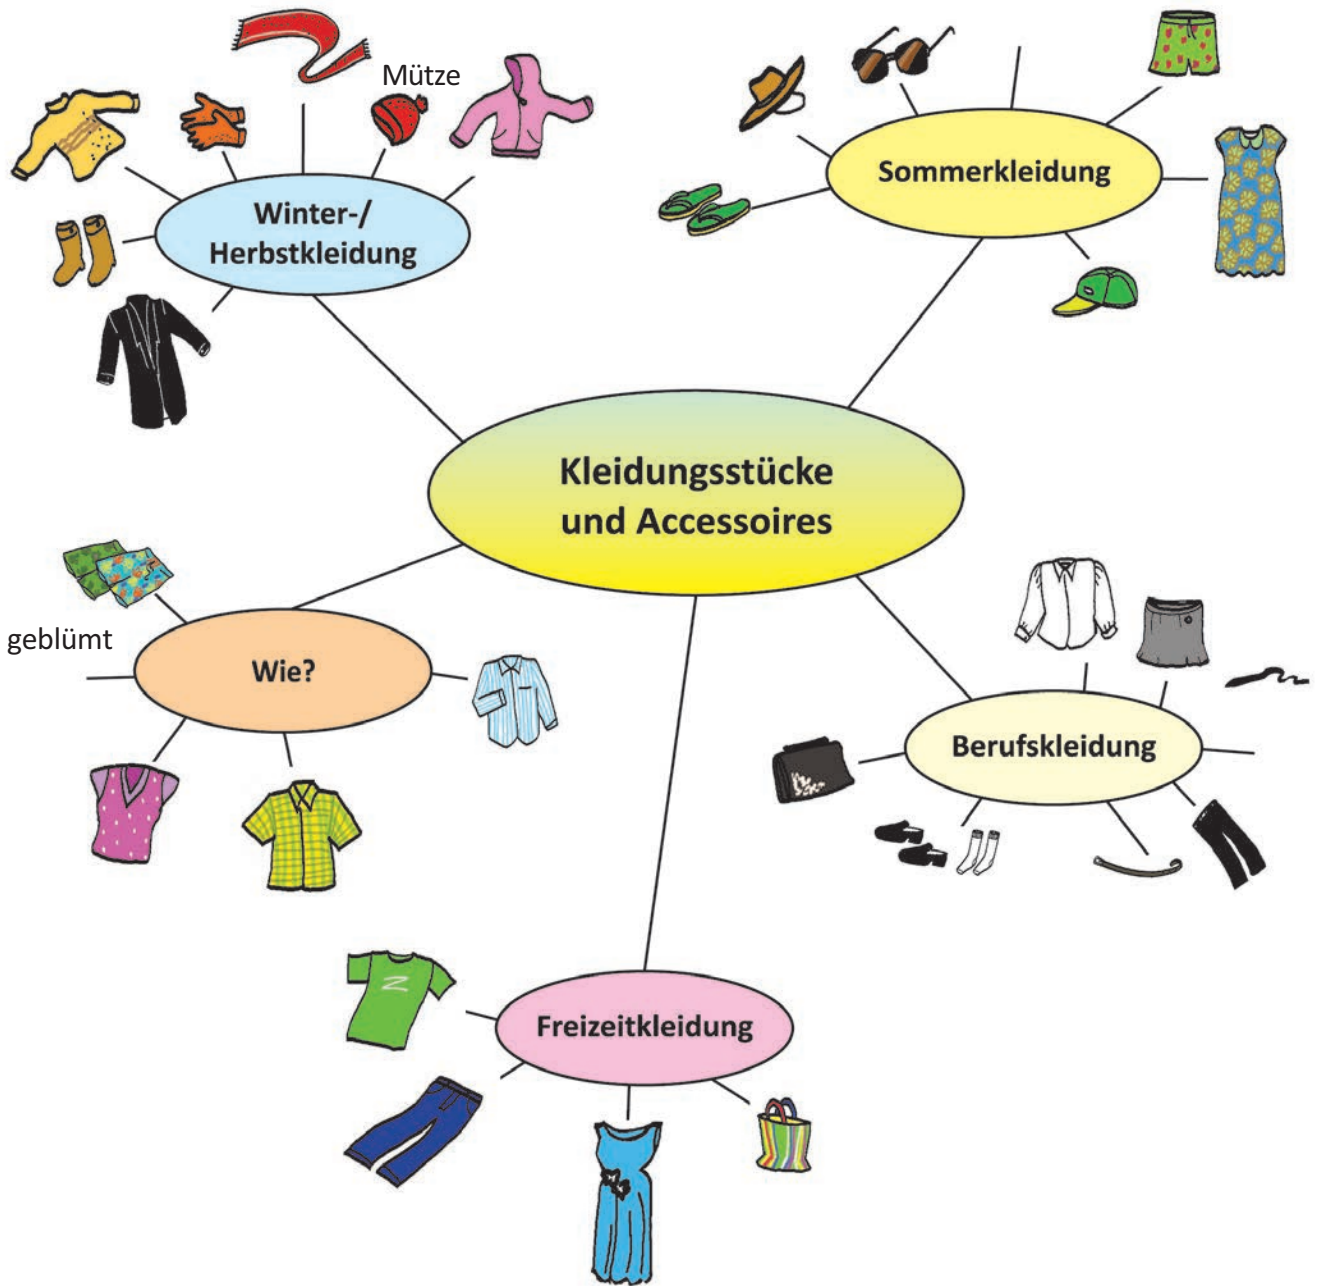 Mütze
Winter-/
Herbstkleidung
Sommerkleidung
Kleidungsstücke
und Accessoires
geblümt
Wie?
Berufskleidung
Freizeitkleidung